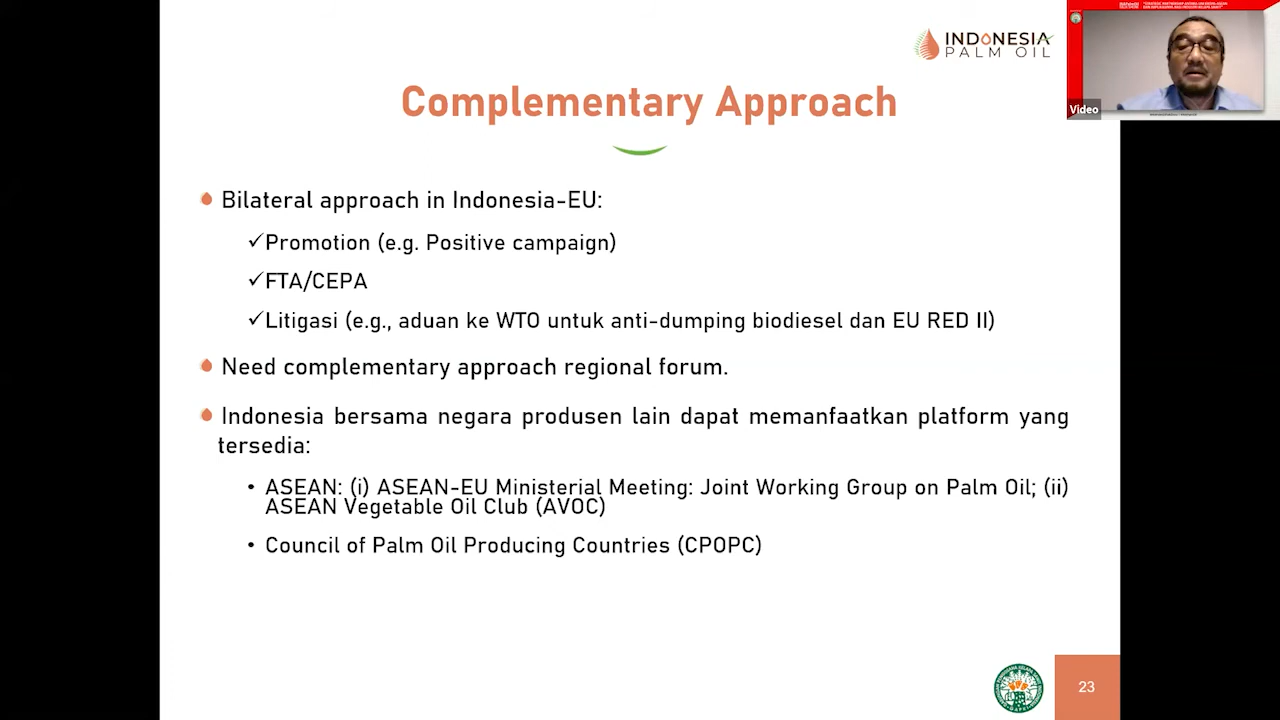 INDONESIA
PALM OIL
Video
Complementary Approach
Bilateral approach in Indonesia-EU:
✓Promotion (e.g. Positive campaign)
✓FTA/CEPA
✓Litigasi (e.g., aduan ke WTO untuk anti-dumping biodiesel dan EU RED II)
Need complementary approach regional forum.
Indonesia bersama negara produsen lain dapat memanfaatkan platform yang
tersedia:
• ASEAN: (i) ASEAN-EU Ministerial Meeting: Joint Working Group on Palm Oil; (ii)
ASEAN Vegetable Oil Club (AVOC)
• Council of Palm Oil Producing Countries (CPOPC)
23